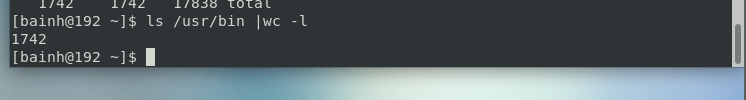 1742 1742 17838 total
[bainh@192 ~]$ ls /usr/bin |wc -l
1742
[bainh@192 ~]$